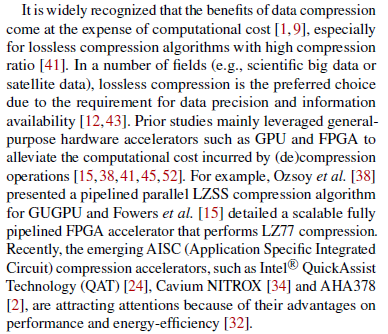 It is widely recognized that the benefits of data compression
come at the expense of computational cost [1,9], especially
for lossless compression algorithms with high compression
ratio [41]. In a number of fields (e.g., scientific big data or
satellite data), lossless compression is the preferred choice
due to the requirement for data precision and information
availability [12,43]. Prior studies mainly leveraged general-
purpose hardware accelerators such as GPU and FPGA to
alleviate the computational cost incurred by (de)compression
operations [15,38,41,45,52]. For example, Ozsoy et al. [38]
presented a pipelined parallel LZSS compression algorithm
for GUGPU and Fowers et al. [15] detailed a scalable fully
pipelined FPGA accelerator that performs LZ77 compression.
Recently, the emerging AISC (Application Specific Integrated
Circuit) compression accelerators, such as Intel® QuickAssist
Technology (QAT) [24], Cavium NITROX [34] and AHA378
[2], are attracting attentions because of their advantages on
performance and energy-efficiency [32].